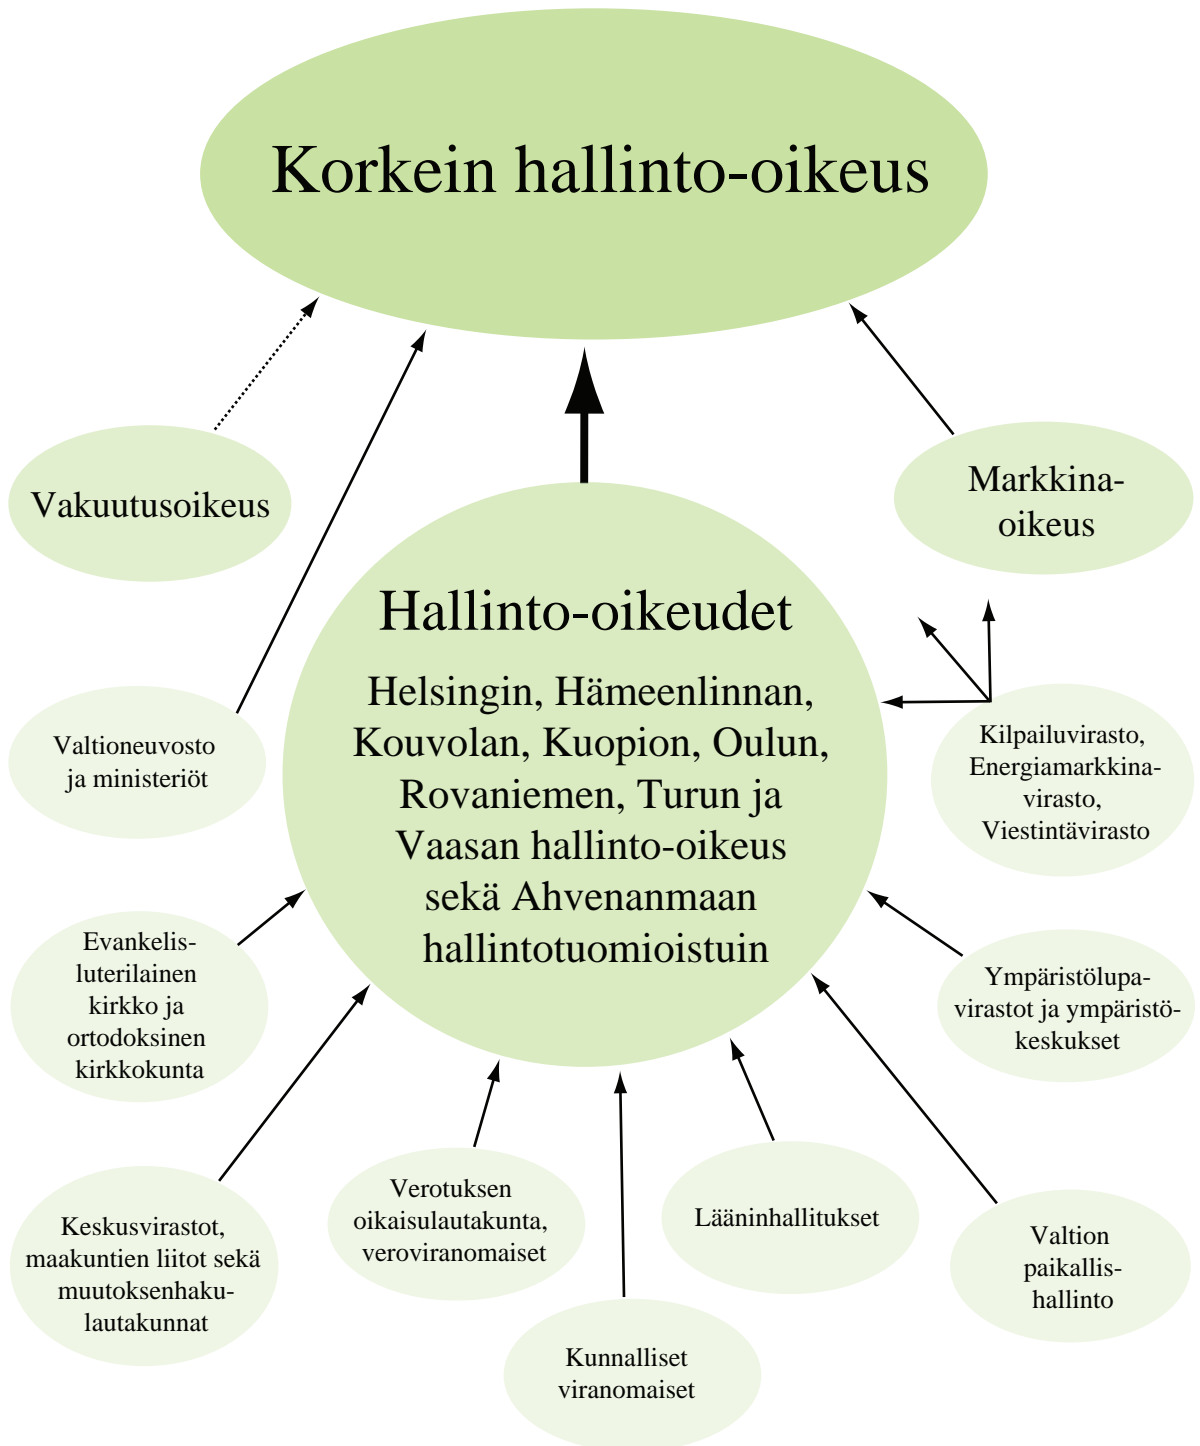 Korkein hallinto-oikeus
Vakuutusoikeus
Markkina-
oikeus
Hallinto-oikeudet
Helsingin, Hämeenlinnan,
Kouvolan, Kuopion, Oulun,
Rovaniemen, Turun ja
Vaasan hallinto-oikeus
sekä Ahvenanmaan
hallintotuomioistuin
Valtioneuvosto
ja ministeriöt
Kilpailuvirasto,
Energiamarkkina-
virasto,
Viestintävirasto
Evankelis-
luterilainen
kirkko ja
ortodoksinen
kirkkokunta
Ympäristölupa-
virastot ja ympäristö-
keskukset
Keskusvirastot,
maakuntien liitot sekä
muutoksenhaku-
lautakunnat
Verotuksen
oikaisulautakunta,
veroviranomaiset
Lääninhallitukset
Valtion
paikallis-
hallinto
Kunnalliset
viranomaiset